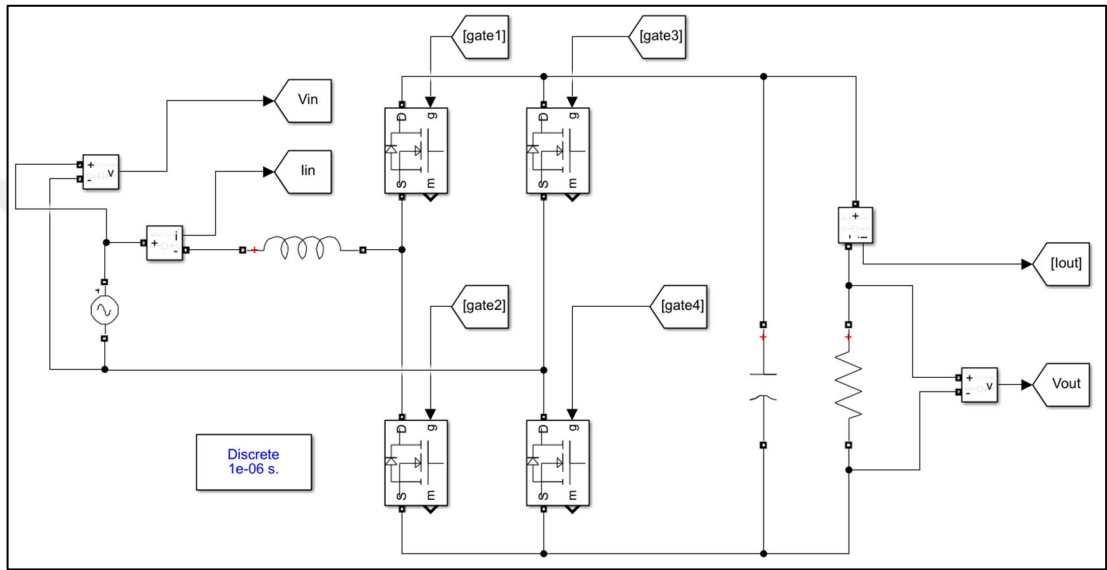 [gate1]
[gate3]
Vin
D
g
S
m
D
g
S
m
+
-
v
Iin
+
i
-
+
+
+
-
i
[Iout]
[gate2]
[gate4]
+
+
+
-
v
Vout
D
g
S
m
D
g
S
m
Discrete
1e-06 s.